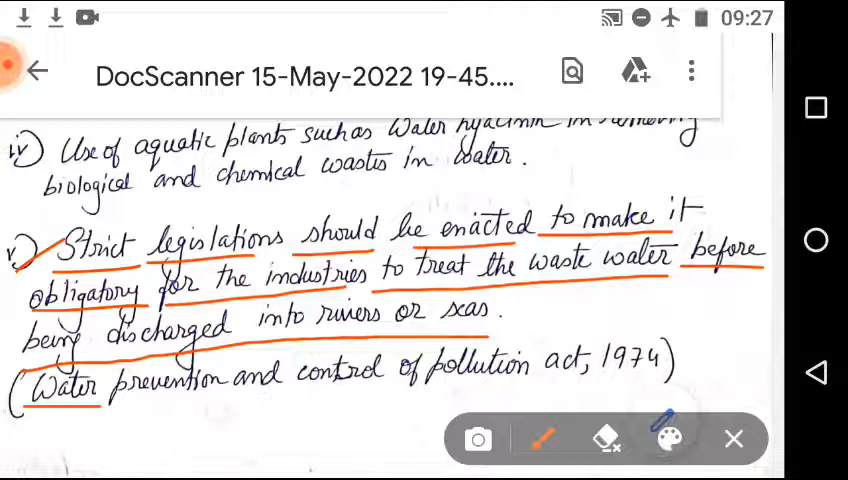 09:27
DocScanner 15-May-2022 19-45....
iv) Use of aquatic plants such as Water hyacinth in removing
biological and chemical wastes in water.
v) Strict legislations should be enacted to make it
obligatory for the industries to treat the waste water before
being discharged into rivers or seas.
(Water prevention and control of pollution act, 1974)